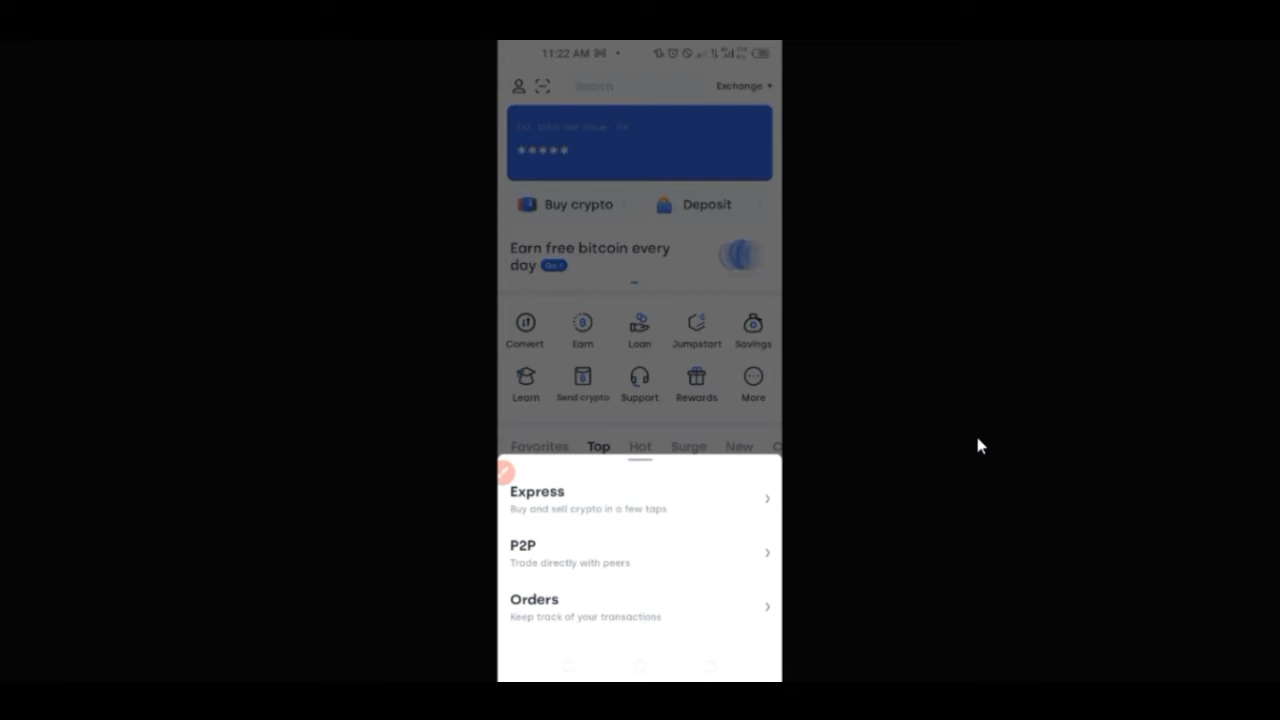 11:22 AM
Search
Exchange
*****
Buy crypto
Deposit
Earn free bitcoin every
day Go >
Convert
Earn
Loan
Jumpstart
Savings
Learn
Send crypto
Support
Rewards
More
Favorites
Top
Hot
Surge
New
Express
Buy and sell crypto in a few taps
P2P
Trade directly with peers
Orders
Keep track of your transactions